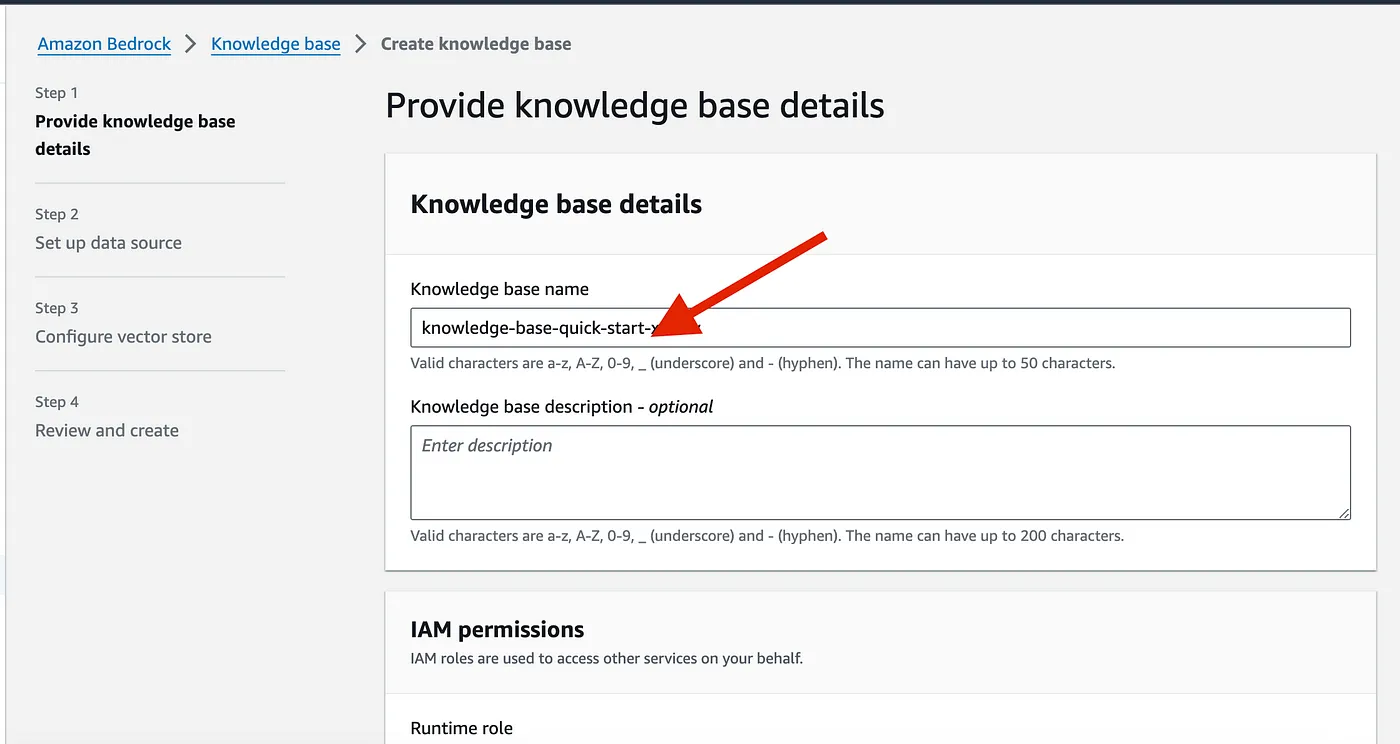 Amazon Bedrock > Knowledge base > Create knowledge base
Step 1
Provide knowledge base
details
Step 2
Set up data source
Step 3
Configure vector store
Step 4
Review and create
Provide knowledge base details
Knowledge base details
Knowledge base name
knowledge-base-quick-start-
Valid characters are a-z, A-Z, 0-9, _ (underscore) and - (hyphen). The name can have up to 50 characters.
Knowledge base description - optional
Enter description
Valid characters are a-z, A-Z, 0-9, _ (underscore) and - (hyphen). The name can have up to 200 characters.
IAM permissions
IAM roles are used to access other services on your behalf.
Runtime role